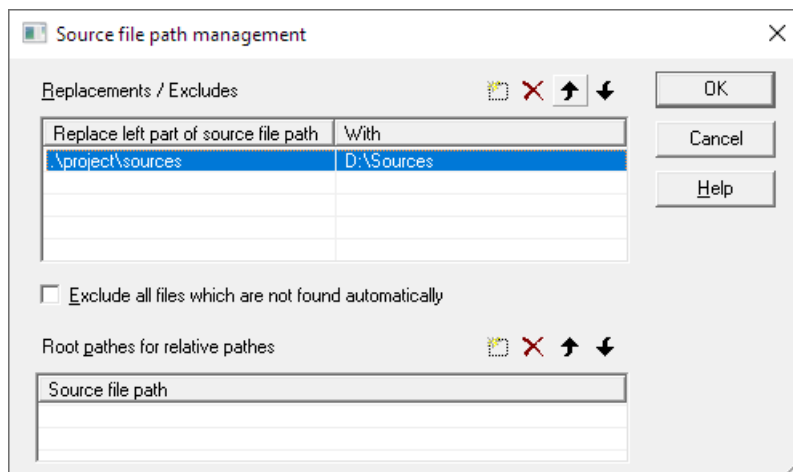 Source file path management
Replacements / Excludes
OK
Replace left part of source file path With
Cancel
.\project\sources D:\Sources
Help
Exclude all files which are not found automatically
Root pathes for relative pathes
Source file path